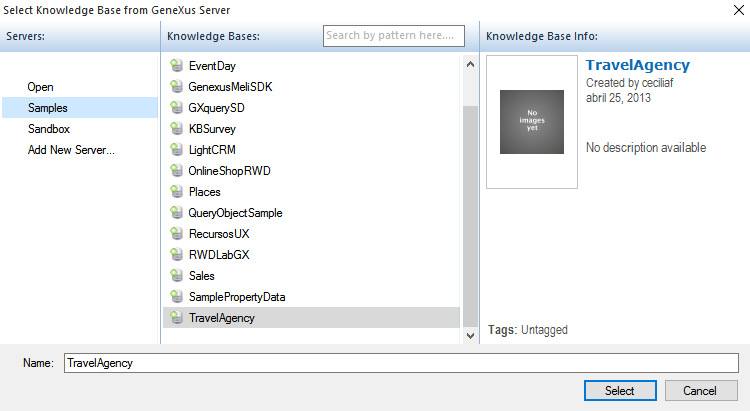 Select Knowledge Base from GeneXus Server
Servers:
Open
Samples
Sandbox
Add New Server...
Knowledge Bases:
Search by pattern here....
EventDay
GenexusMeliSDK
GXquerySD
KBSurvey
LightCRM
OnlineShopRWD
Places
QueryObjectSample
RecursosUX
RWDLabGX
Sales
SamplePropertyData
TravelAgency
Knowledge Base Info:
No
images
yet
TravelAgency
Created by ceciliaf
abril 25, 2013
No description available
Tags: Untagged
Name: TravelAgency
Select Cancel